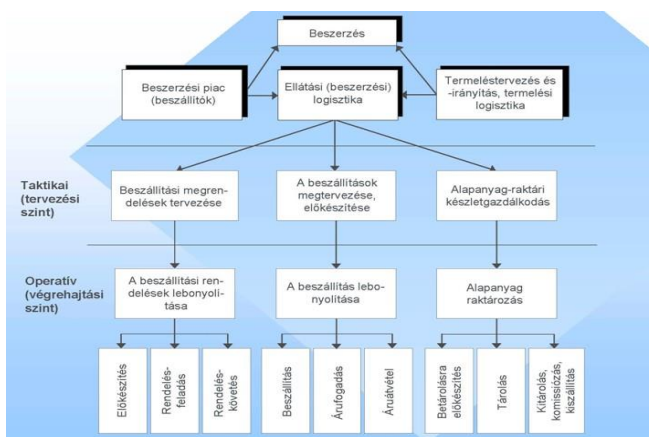 Beszerzés
Beszerzési piac
(beszállítók)
Ellátási (beszerzési)
logisztika
Termeléstervezés és
-irányítás, termelési
logisztika
Taktikai
(tervezési
szint)
Beszállítási megren-
delések tervezése
A beszállítások
megtervezése,
előkészítése
Alapanyag-raktári
készletgazdálkodás
Operatív
(végrehajtási
szint)
A beszállítási ren-
delések lebonyolí-
tása
A beszállítás lebo-
nyolítása
Alapanyag
raktározás
Előkészítés
Rendelés-
feladás
Rendelés-
követés
Beszállítás
Árufogadás
Áruátvétel
Betárolásra
előkészítés
Tárolás
Kitárolás,
komissiózás,
kiszállítás